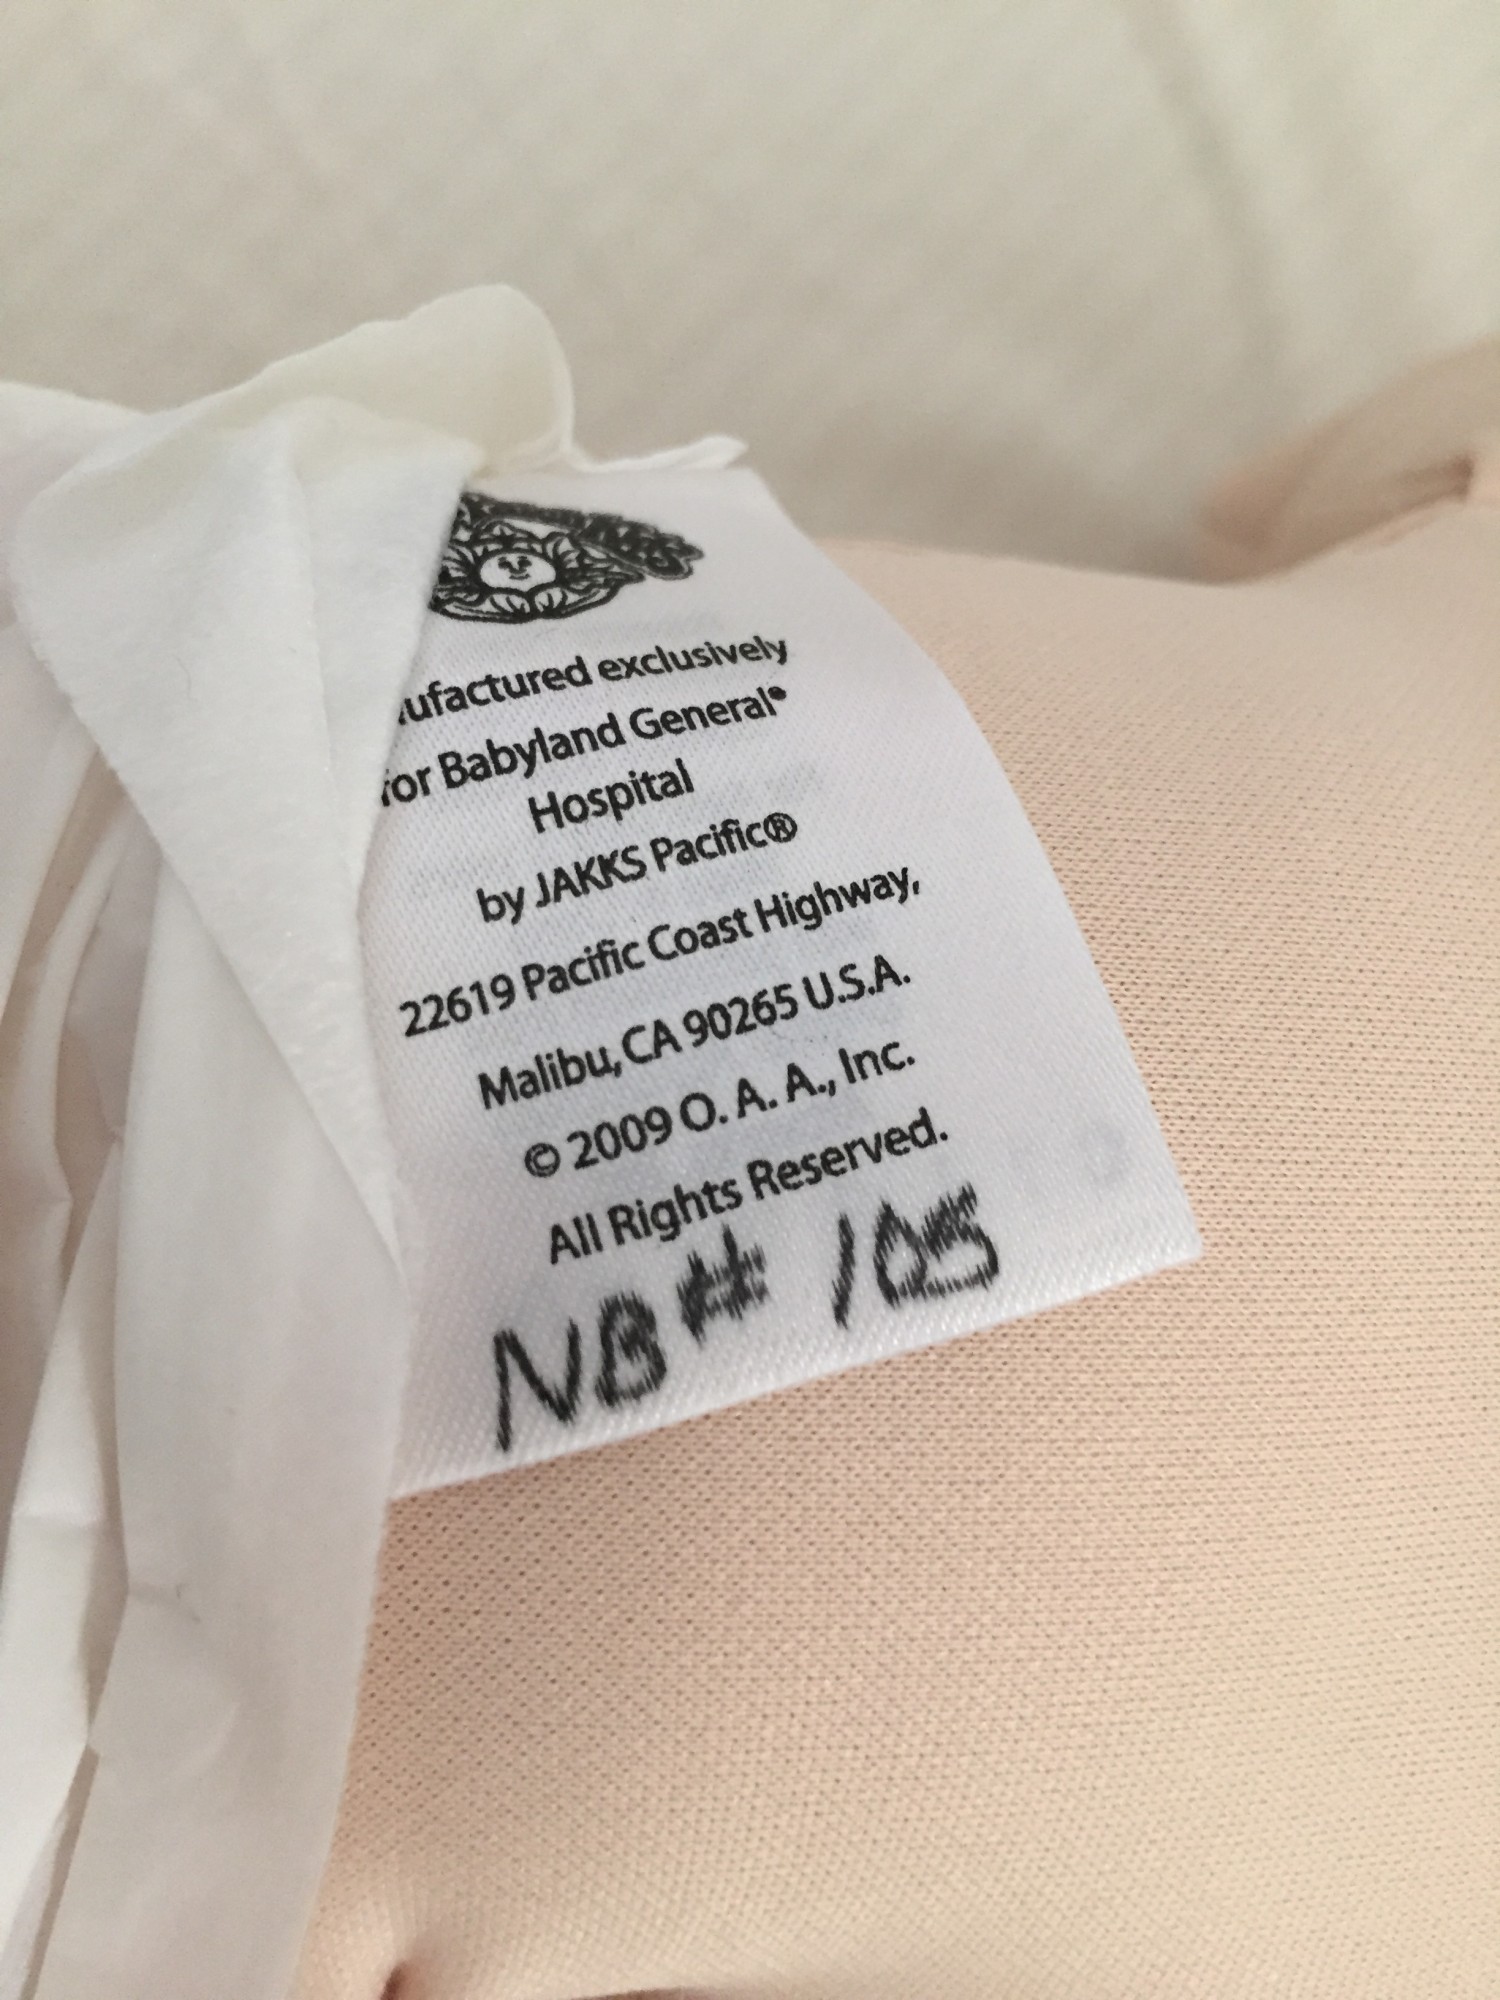 ufactured exclusively
for Babyland General®
Hospital
by JAKKS Pacific®
22619 Pacific Coast Highway,
Malibu, CA 90265 U.S.A.
© 2009 O. A. A., Inc.
All Rights Reserved.
NB# 105